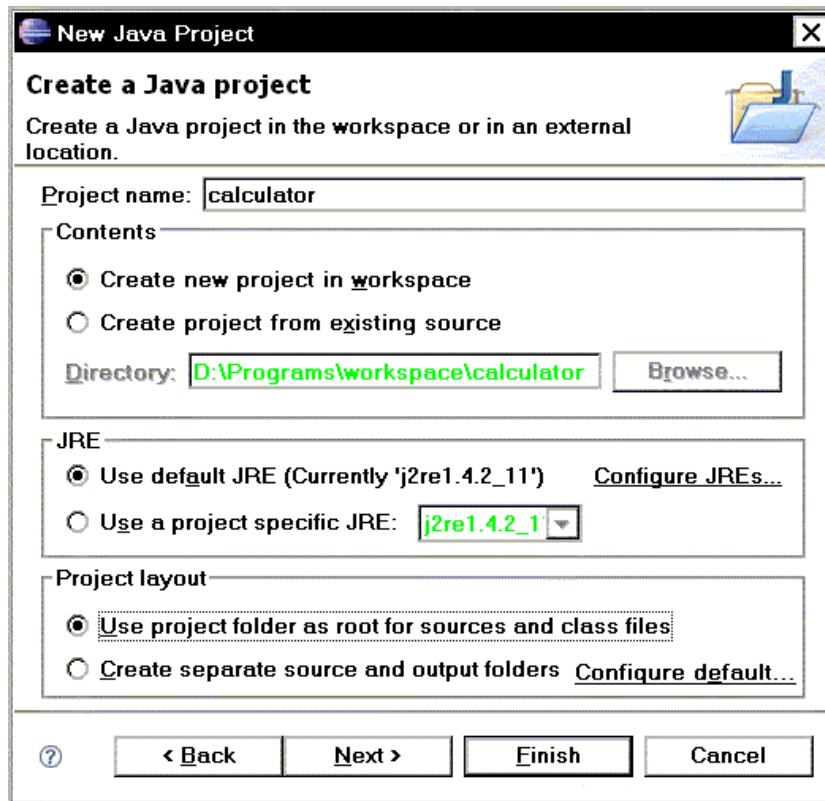 New Java Project
Create a Java project
Create a Java project in the workspace or in an external
location.
Project name: calculator
Contents
Create new project in workspace
Create project from existing source
Directory: D:\Programs\workspace\calculator Browse...
JRE
Use default JRE (Currently 'j2re1.4.2_11') Configure JREs...
Use a project specific JRE: j2re1.4.2_1
Project layout
Use project folder as root for sources and class files
Create separate source and output folders Configure default...
? < Back Next > Finish Cancel